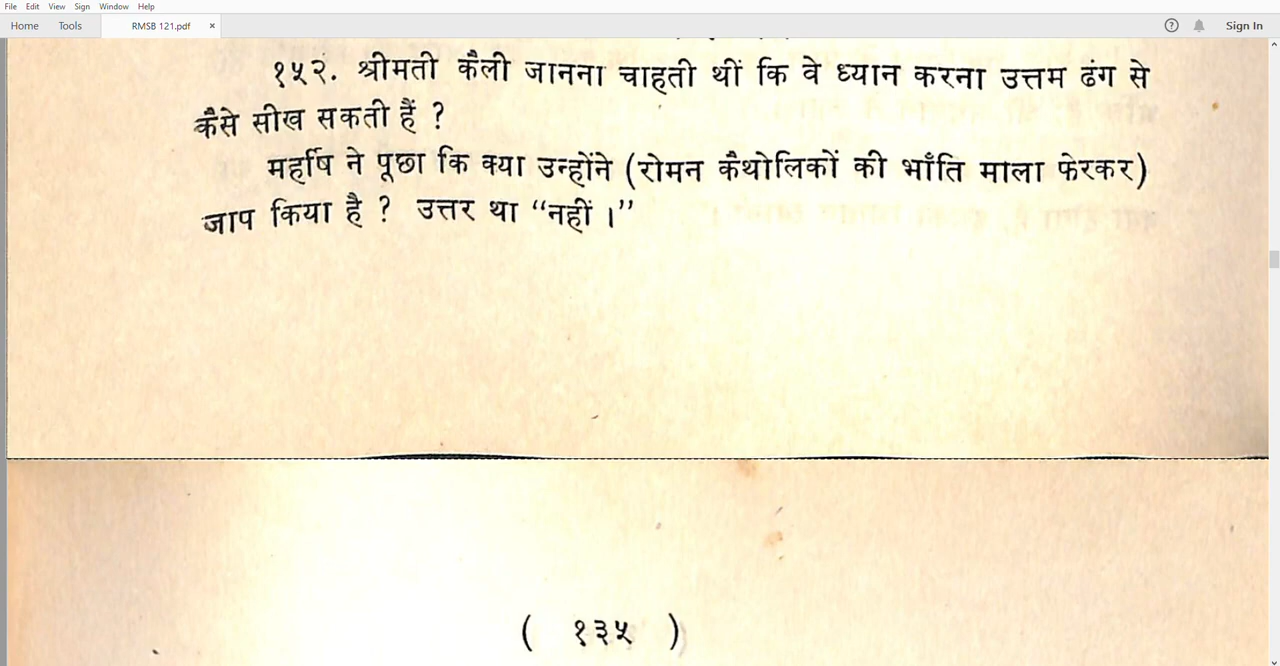 File Edit View Sign Window Help
Home Tools RMSB 121.pdf × Sign In
१५२. श्रीमती कैली जानना चाहती थीं कि वे ध्यान करना उत्तम ढंग से
कैसे सीख सकती हैं ?
महर्षि ने पूछा कि क्या उन्होंने (रोमन कैथोलिकों की भाँति माला फेरकर)
जाप किया है ? उत्तर था “नहीं ।”
( १३५ )